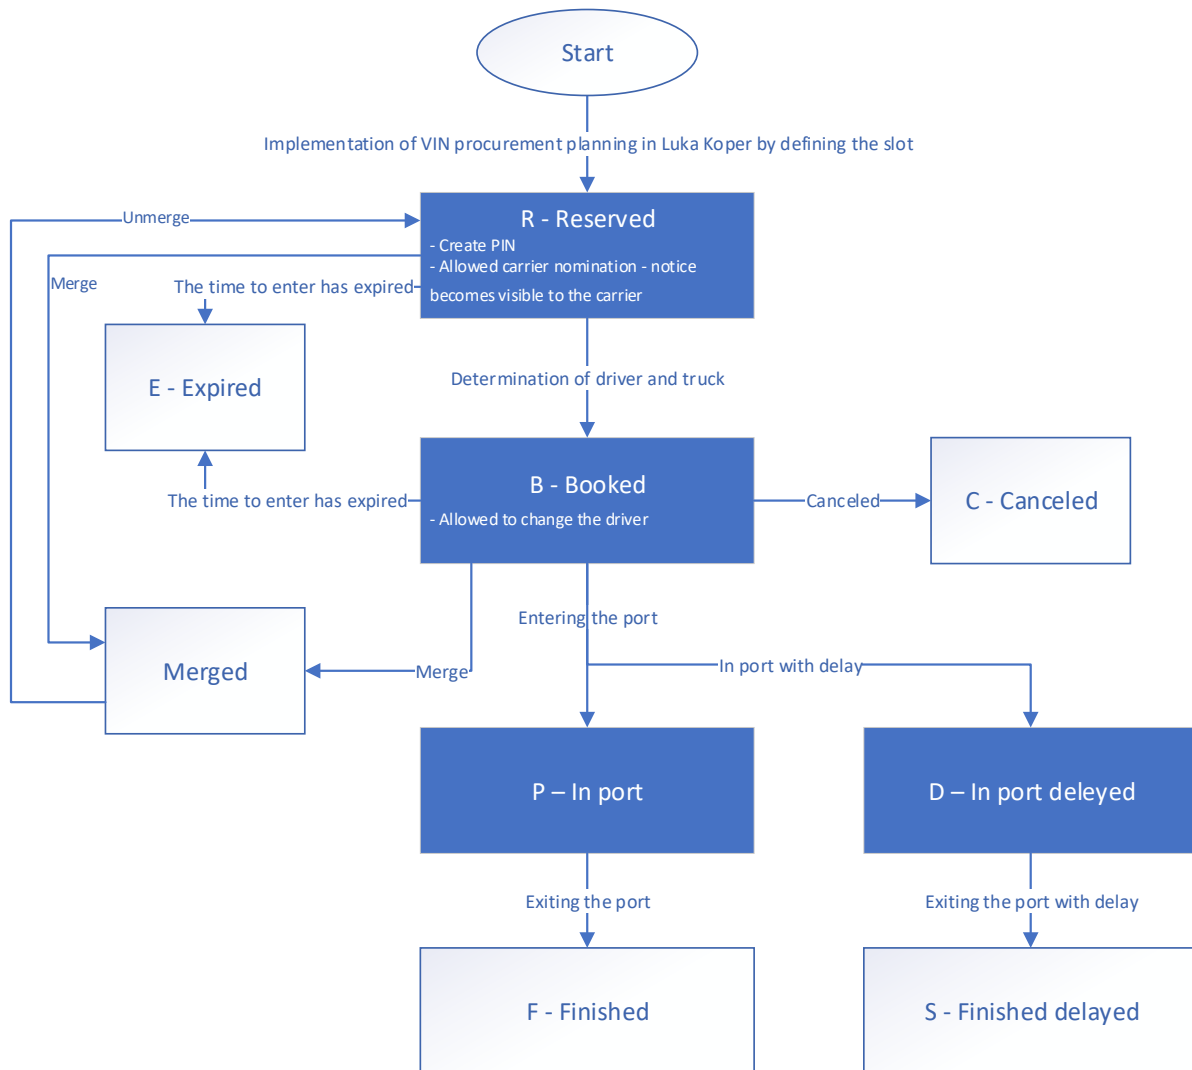 Start
Implementation of VIN procurement planning in Luka Koper by defining the slot
R - Reserved
- Create PIN
- Allowed carrier nomination - notice
becomes visible to the carrier
Unmerge
Merge
The time to enter has expired
E - Expired
Determination of driver and truck
B - Booked
- Allowed to change the driver
The time to enter has expired
Canceled
C - Canceled
Entering the port
Merged
Merge
In port with delay
P – In port
D – In port deleyed
Exiting the port
Exiting the port with delay
F - Finished
S - Finished delayed